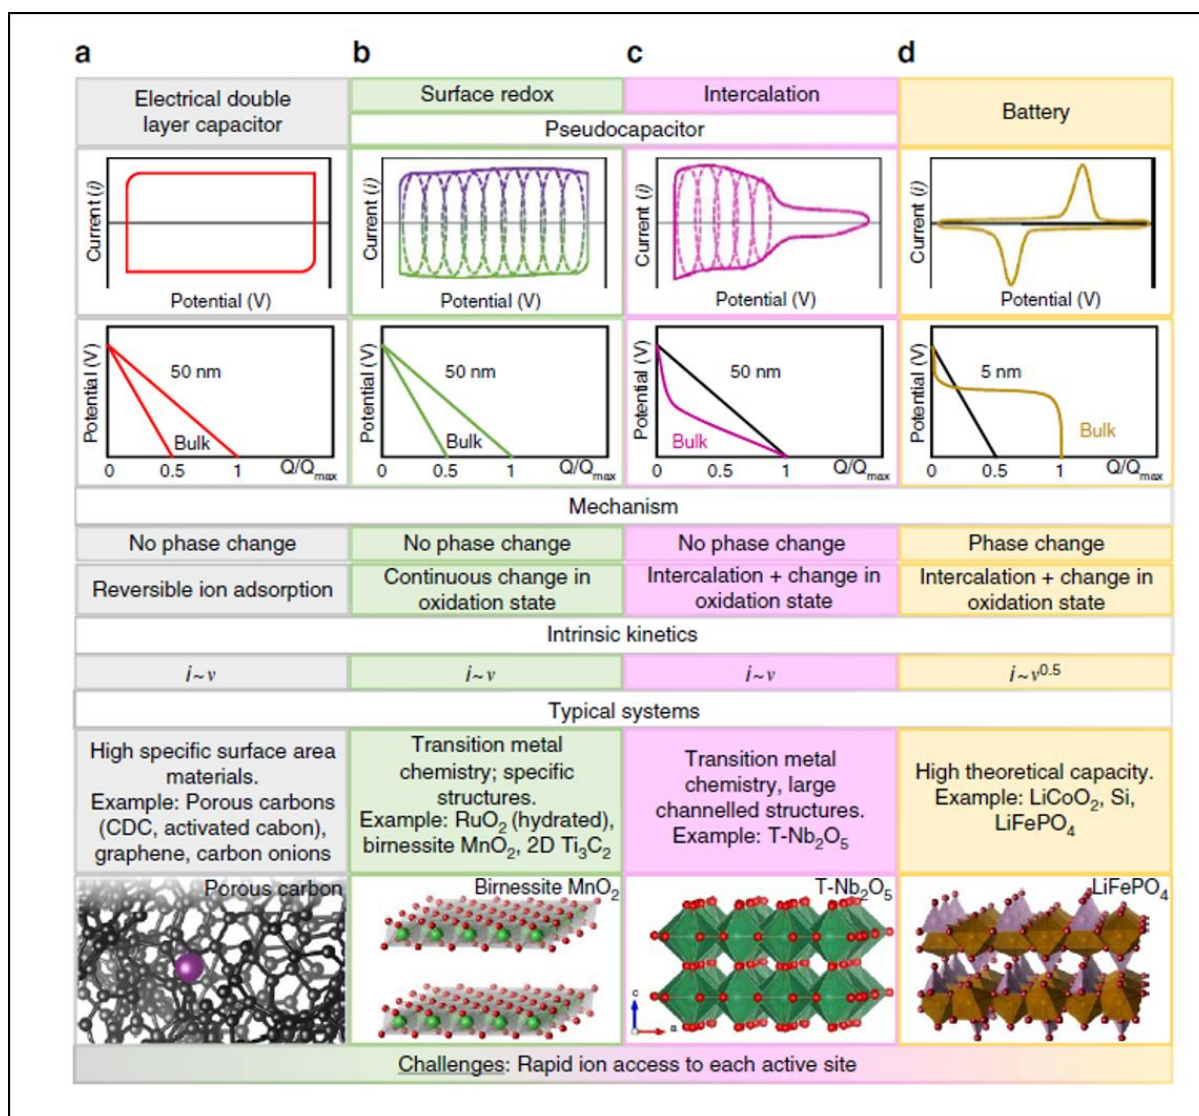 a
b
c
d
Electrical double
layer capacitor
Surface redox
Intercalation
Pseudocapacitor
Battery
Current (i)
Potential (V)
Current (i)
Potential (V)
Current (i)
Potential (V)
Current (i)
Potential (V)
Potential (V)
50 nm
Bulk
0 0.5 1 Q/Qmax
Potential (V)
50 nm
Bulk
0 0.5 1 Q/Qmax
Potential (V)
50 nm
Bulk
0 0.5 1 Q/Qmax
Potential (V)
5 nm
Bulk
0 0.5 1 Q/Qmax
Mechanism
No phase change
No phase change
No phase change
Phase change
Reversible ion adsorption
Continuous change in
oxidation state
Intercalation + change in
oxidation state
Intercalation + change in
oxidation state
Intrinsic kinetics
i~v
i~v
i~v
i~v0.5
Typical systems
High specific surface area
materials.
Example: Porous carbons
(CDC, activated cabon),
graphene, carbon onions
Transition metal
chemistry; specific
structures.
Example: RuO2 (hydrated),
birnessite MnO2, 2D Ti3C2
Transition metal
chemistry, large
channelled structures.
Example: T-Nb2O5
High theoretical capacity.
Example: LiCoO2, Si,
LiFePO4
Porous carbon
Birnessite MnO2
T-Nb2O5
c
a
LiFePO4
Challenges: Rapid ion access to each active site